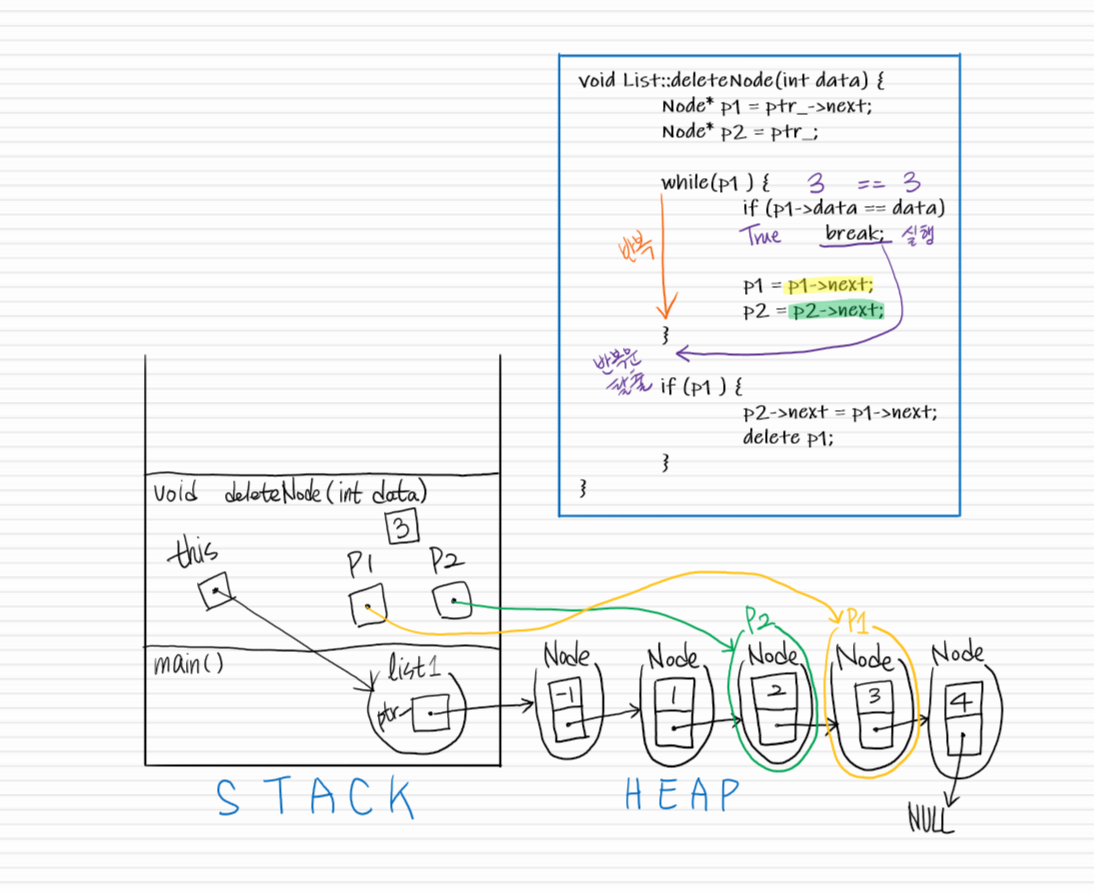 void List::deleteNode(int data) {
Node* p1 = ptr_->next;
Node* p2 = ptr_;
while(p1 ) { 3 == 3
if (p1->data == data)
True break; 실행
반복
p1 = p1->next;
p2 = p2->next;
}
반복문
탈출
if (p1 ) {
p2->next = p1->next;
delete p1;
}
}
void deleteNode(int data)
3
this P1 P2
main() list1
ptr_
P2 P1
Node Node Node Node Node
-1 1 2 3 4
NULL
STACK HEAP